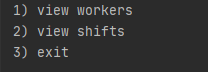 1) view workers
2) view shifts
3) exit